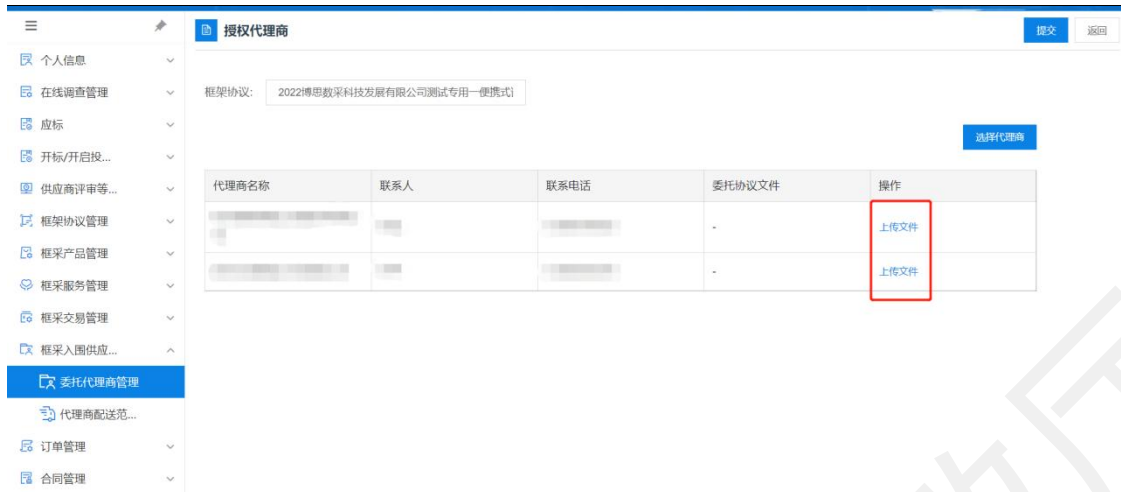 授权代理商
提交
返回
个人信息
在线调查管理
应标
开标/开启投...
供应商评审等...
框架协议管理
框采产品管理
框采服务管理
框采交易管理
框采入围供应...
委托代理商管理
代理商配送范...
订单管理
合同管理
框架协议: 2022博思数采科技发展有限公司测试专用一便携式
选择代理商
代理商名称 联系人 联系电话 委托协议文件 操作
- 上传文件
- 上传文件